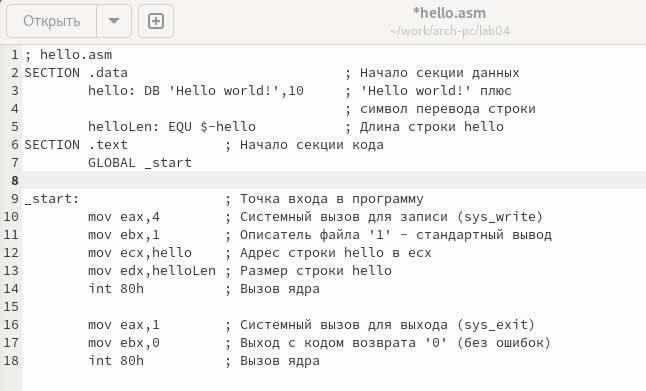 Открыть
*hello.asm
~/work/arch-pc/lab04
1 ; hello.asm
2 SECTION .data                           ; Начало секции данных
3         hello: DB 'Hello world!',10     ; 'Hello world!' плюс
4                                         ; символ перевода строки
5         helloLen: EQU $-hello           ; Длина строки hello
6 SECTION .text            ; Начало секции кода
7         GLOBAL _start
8
9 _start:                  ; Точка входа в программу
10         mov eax,4        ; Системный вызов для записи (sys_write)
11         mov ebx,1        ; Описатель файла '1' - стандартный вывод
12         mov ecx,hello    ; Адрес строки hello в ecx
13         mov edx,helloLen ; Размер строки hello
14         int 80h          ; Вызов ядра
15
16         mov eax,1        ; Системный вызов для выхода (sys_exit)
17         mov ebx,0        ; Выход с кодом возврата '0' (без ошибок)
18         int 80h          ; Вызов ядра